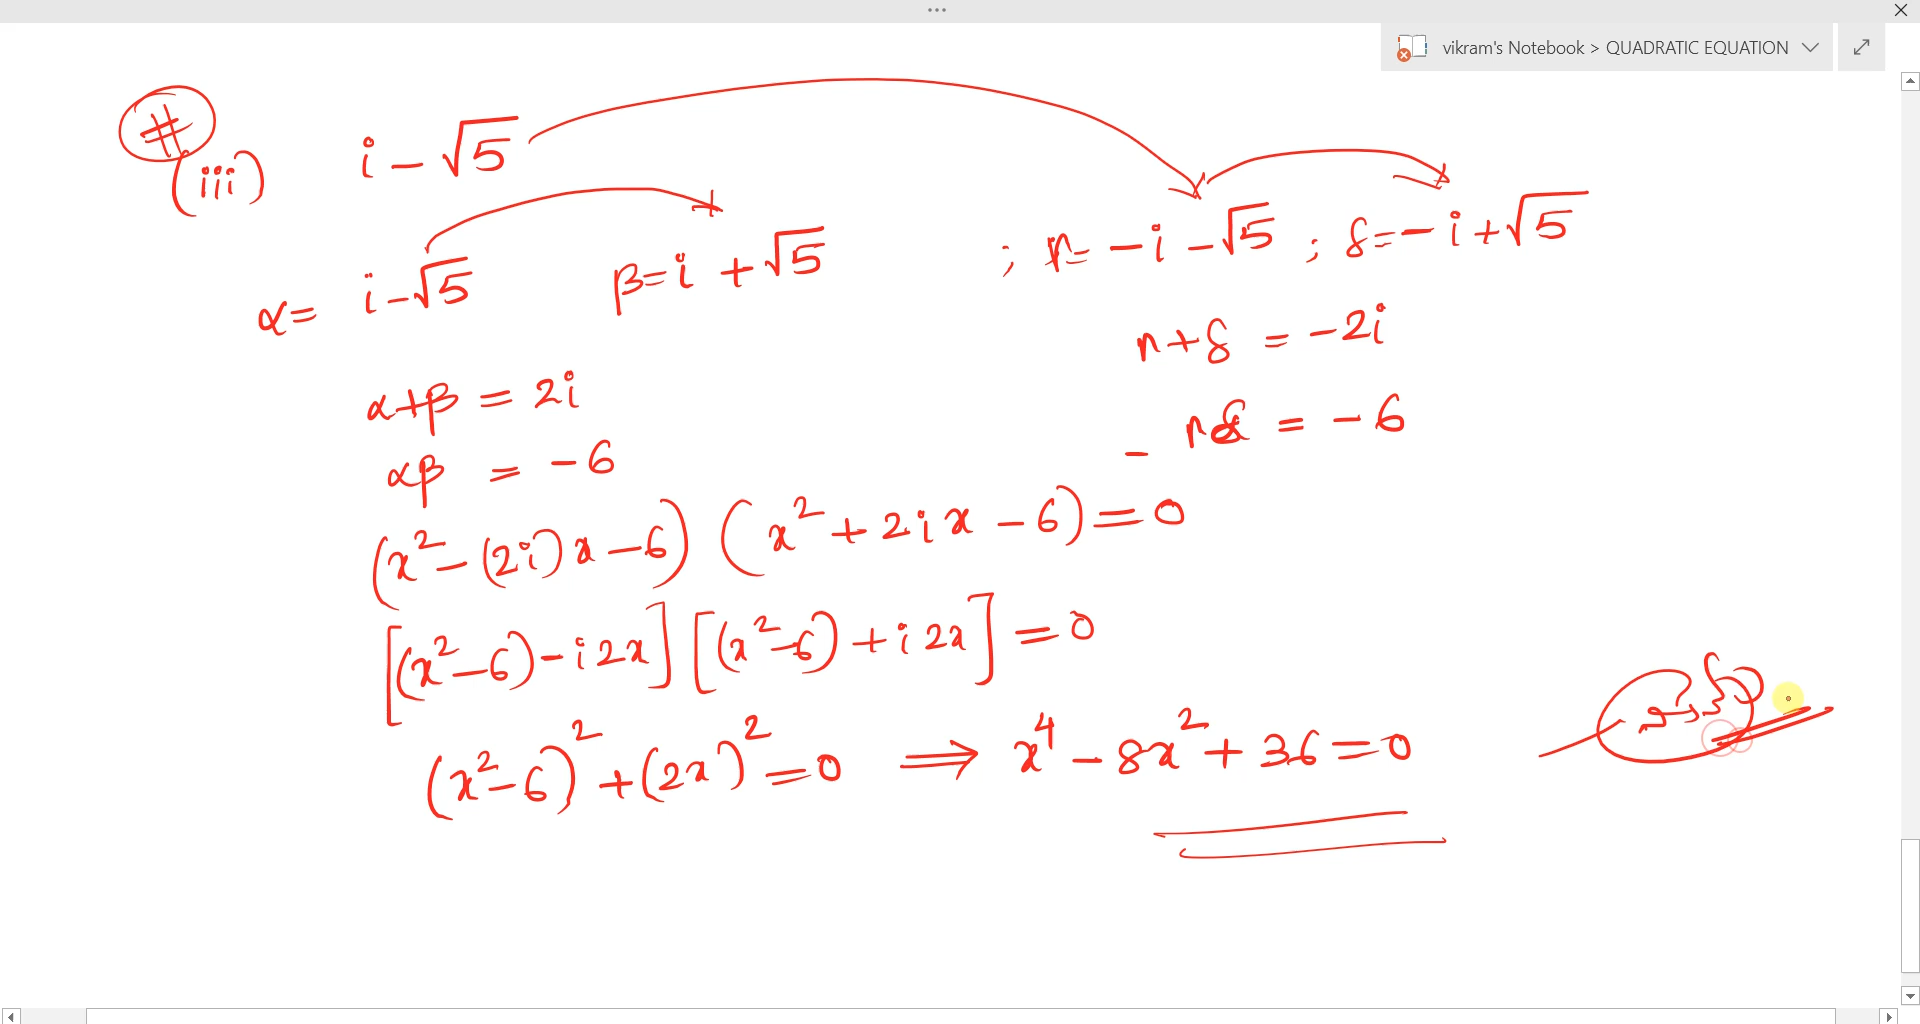 vikram's Notebook > QUADRATIC EQUATION
#
(iii) i - √5
α = i - √5 β = i + √5 ; r = - i - √5 ; δ = - i + √5
α + β = 2i r + δ = - 2i
αβ = - 6 - rδ = - 6
(x² - (2i)x - 6) (x² + 2ix - 6) = 0
[(x² - 6) - i2x] [(x² - 6) + i2x] = 0
(x² - 6)² + (2x)² = 0 ⟹ x⁴ - 8x² + 36 = 0